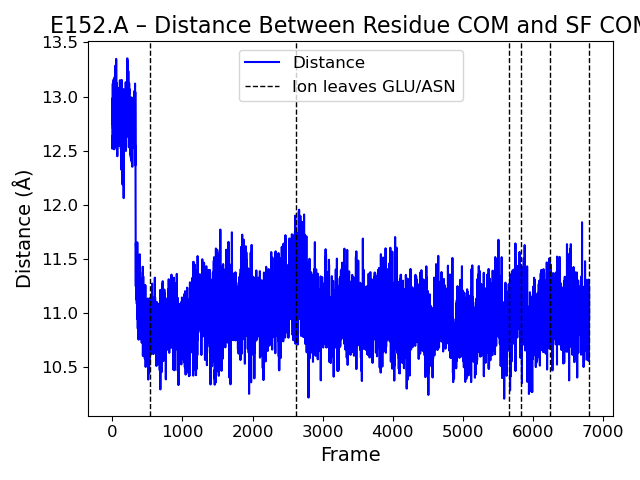 E152.A – Distance Between Residue COM and SF COM
Distance
Ion leaves GLU/ASN
Distance (Å)
13.5
13.0
12.5
12.0
11.5
11.0
10.5
0 1000 2000 3000 4000 5000 6000 7000
Frame